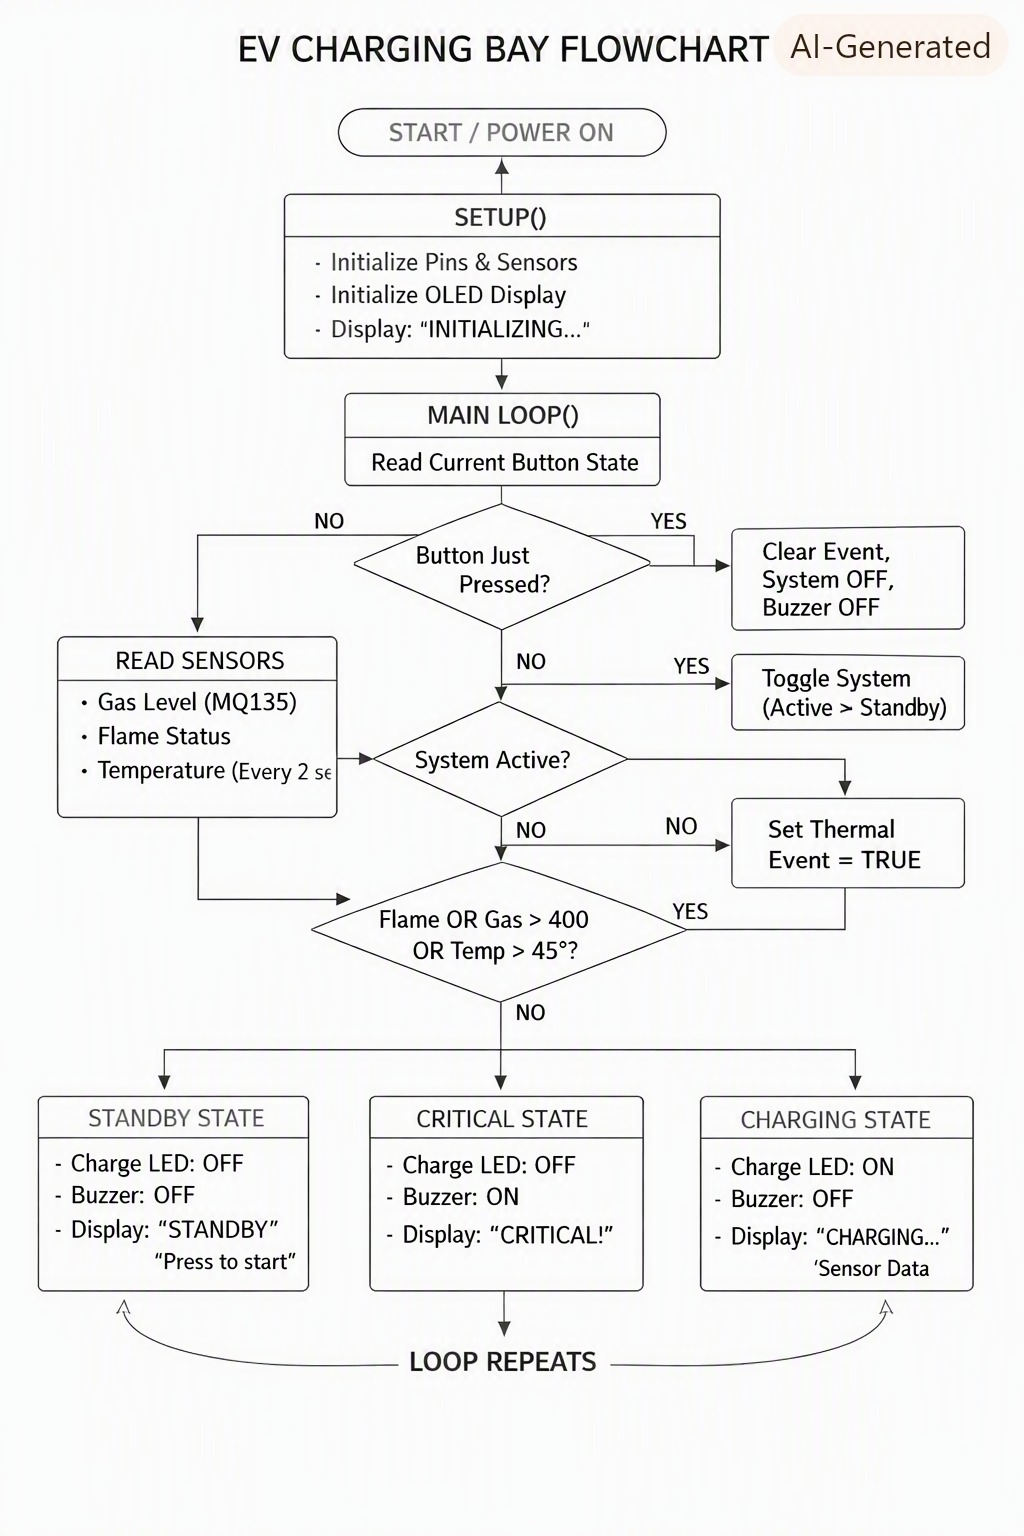 EV CHARGING BAY FLOWCHART
AI-Generated
START / POWER ON
SETUP()
- Initialize Pins & Sensors
- Initialize OLED Display
- Display: “INITIALIZING...“
MAIN LOOP()
Read Current Button State
NO
YES
Button Just
Pressed?
Clear Event,
System OFF,
Buzzer OFF
READ SENSORS
• Gas Level (MQ135)
• Flame Status
• Temperature (Every 2 se
NO
YES
Toggle System
(Active > Standby)
System Active?
NO
NO
Set Thermal
Event = TRUE
Flame OR Gas > 400
OR Temp > 45°?
YES
NO
STANDBY STATE
- Charge LED: OFF
- Buzzer: OFF
- Display: “STANDBY”
“Press to start”
CRITICAL STATE
- Charge LED: OFF
- Buzzer: ON
- Display: “CRITICAL!”
CHARGING STATE
- Charge LED: ON
- Buzzer: OFF
- Display: “CHARGING...”
‘Sensor Data
LOOP REPEATS